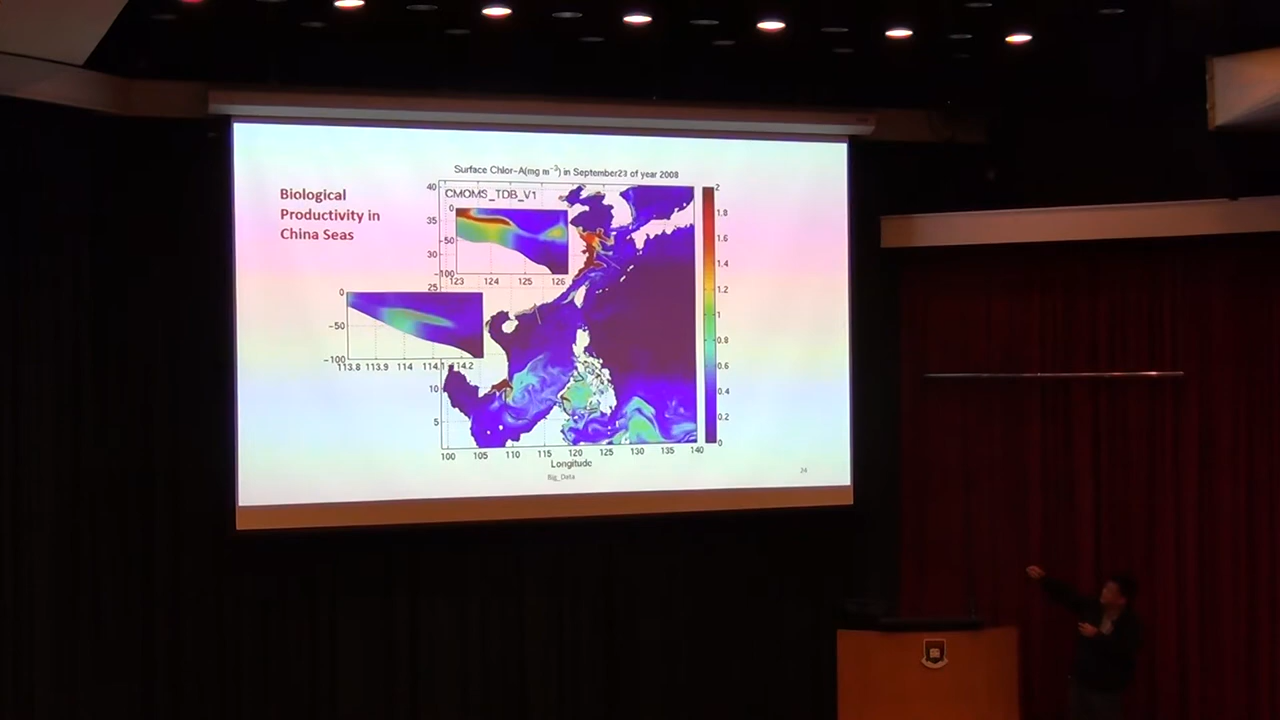 Surface Chlor-A(mg m⁻³) in September23 of year 2008
Biological
Productivity in
China Seas
CMOMS_TDB_V1
40
35
30
25
10
5
0
-50
-100
123 124 125 126
0
-50
-100
113.8 113.9 114 114.1 114.2
100 105 110 115 120 125 130 135 140
Longitude
2
1.8
1.6
1.4
1.2
1
0.8
0.6
0.4
0.2
0
Big_Data
24